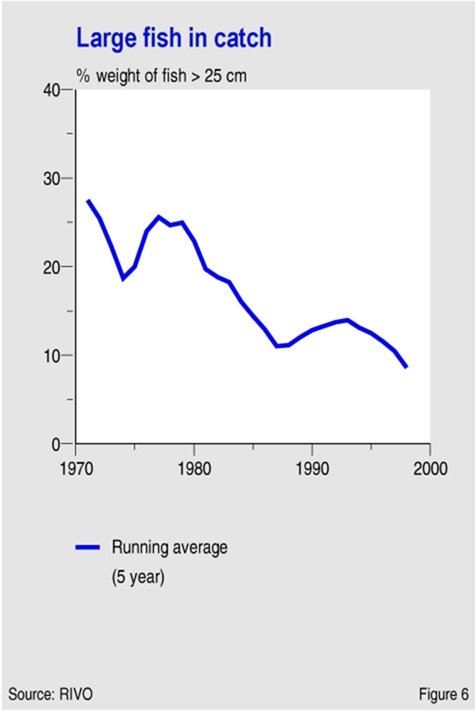 Large fish in catch
% weight of fish > 25 cm
40
30
20
10
0
1970 1980 1990 2000
Running average
(5 year)
Source: RIVO Figure 6